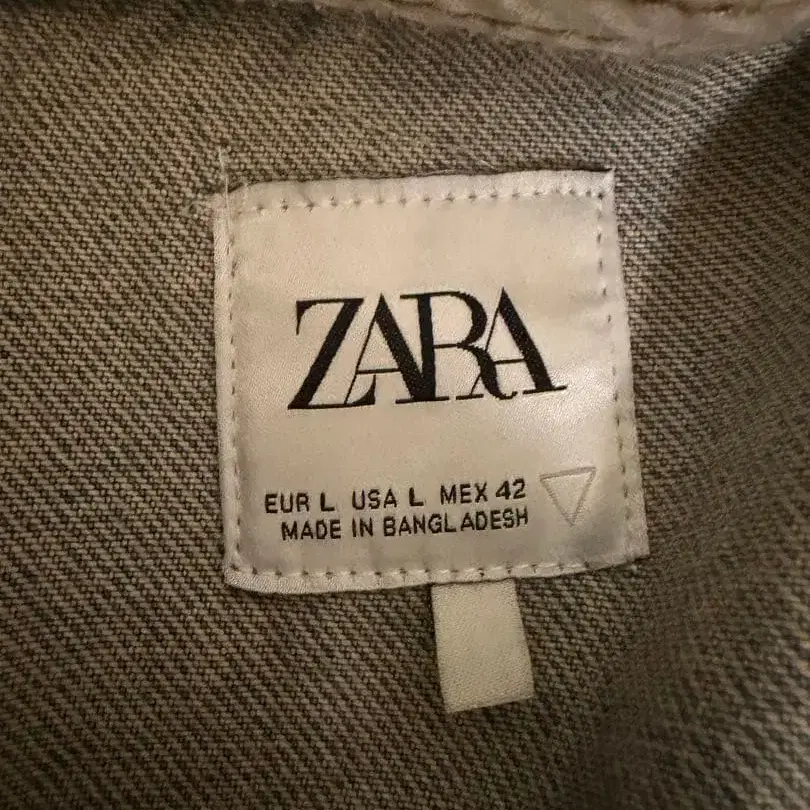 ZARA
EUR L USA L MEX 42
MADE IN BANGLADESH